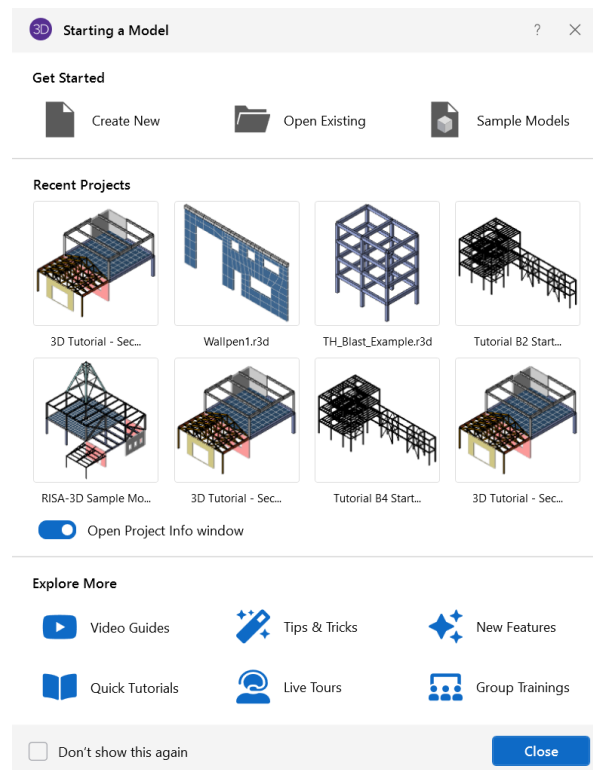 3D Starting a Model ?
Get Started
Create New Open Existing Sample Models
Recent Projects
3D Tutorial - Sec... Wallpen1.r3d TH_Blast_Example.r3d Tutorial B2 Start...
RISA-3D Sample Mo... 3D Tutorial - Sec... Tutorial B4 Start... 3D Tutorial - Sec...
Open Project Info window
Explore More
Video Guides Tips & Tricks New Features
Quick Tutorials Live Tours Group Trainings
Don't show this again Close